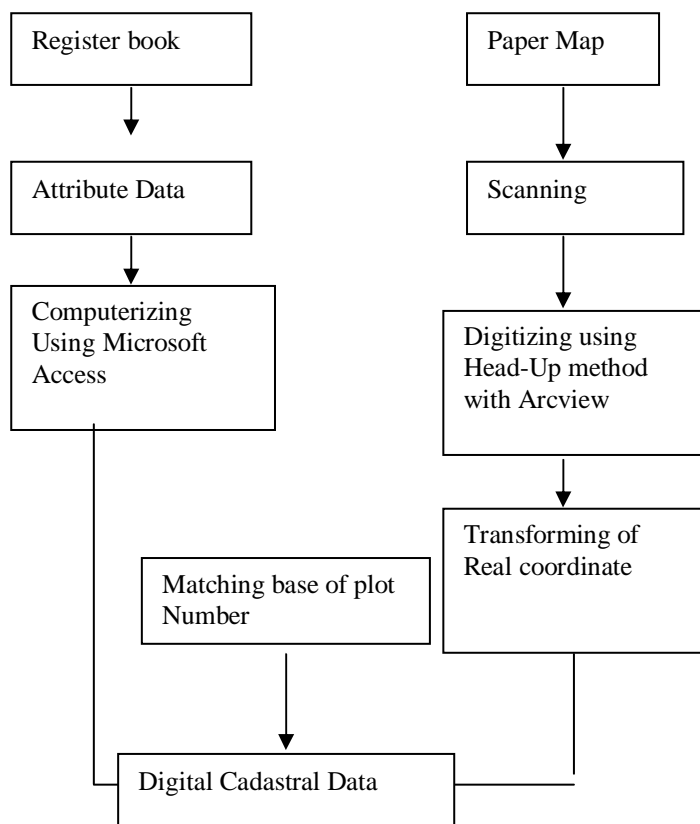 Register book
Paper Map
Attribute Data
Scanning
Computerizing
Using Microsoft
Access
Digitizing using
Head-Up method
with Arcview
Transforming of
Real coordinate
Matching base of plot
Number
Digital Cadastral Data